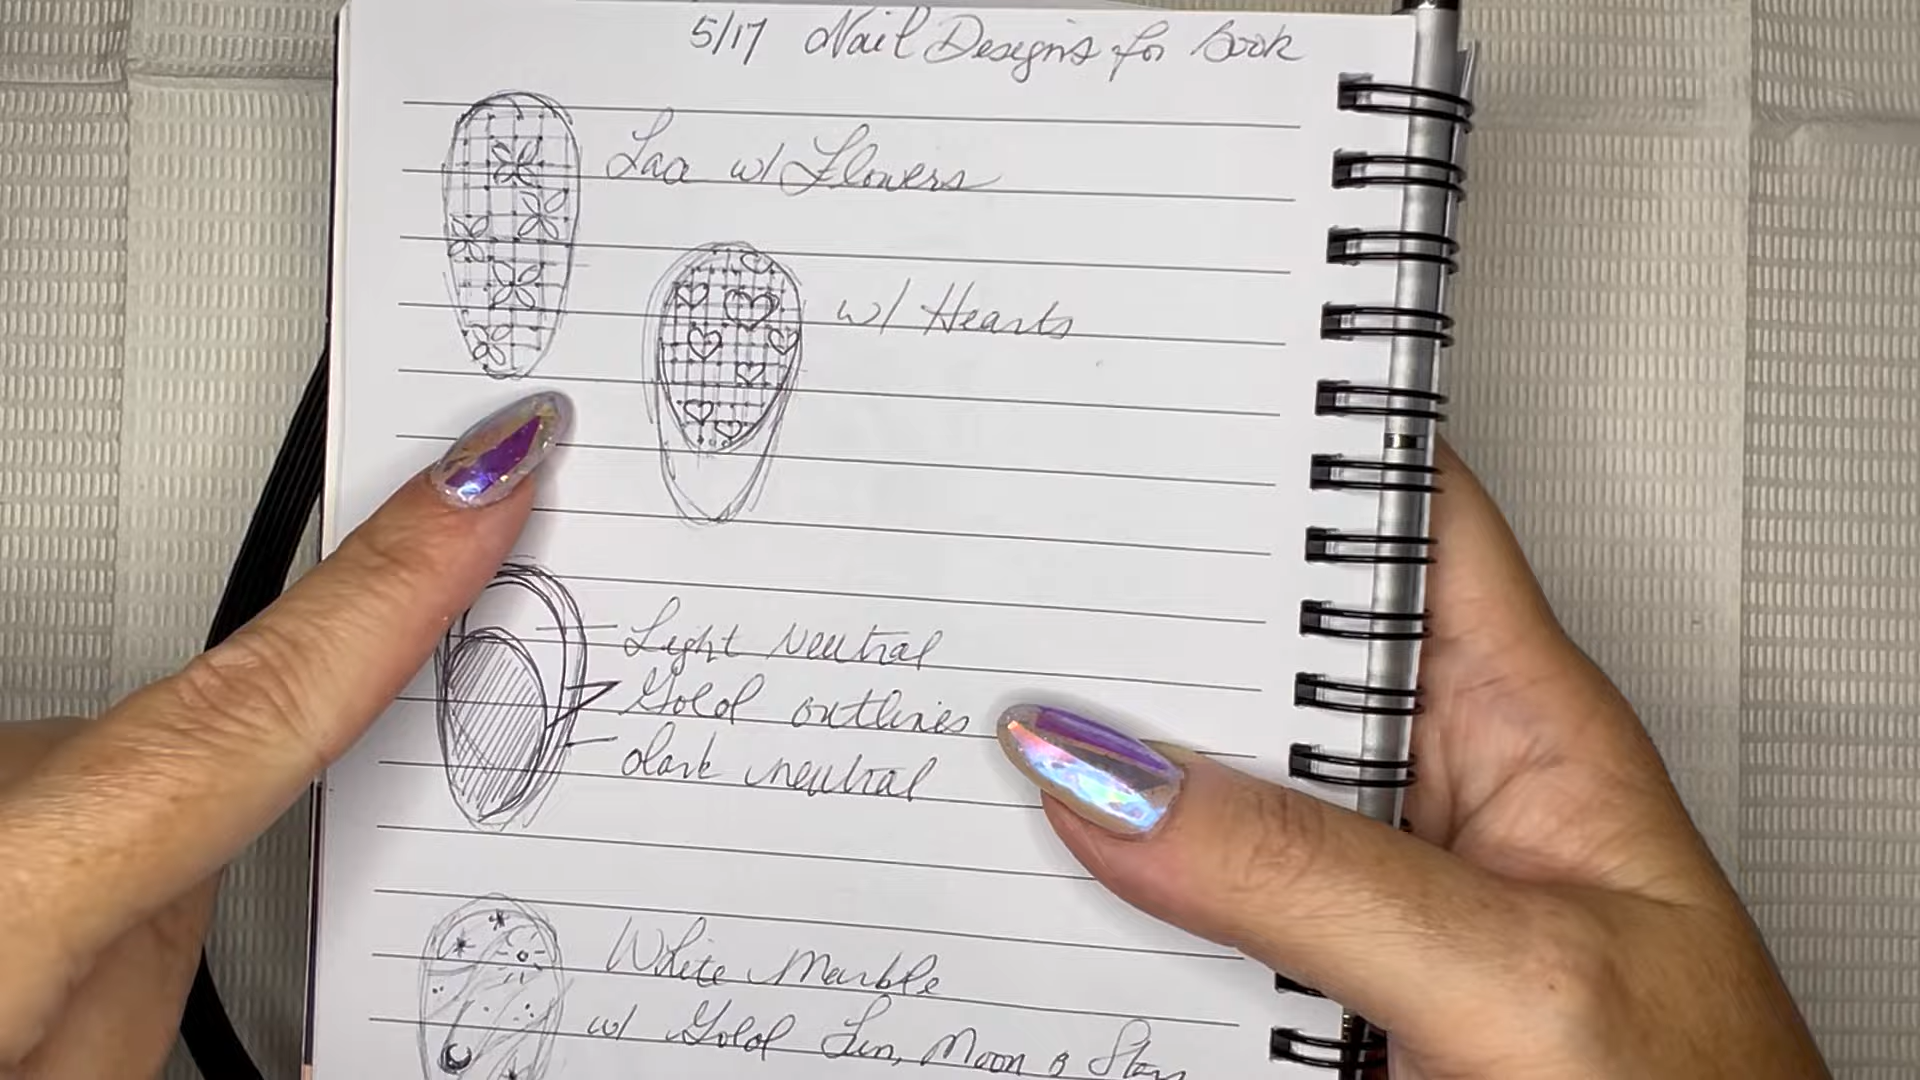 5/17 Nail Designs for Book
Lace w/ Flowers
w/ Hearts
Light Neutral
Gold outlines
dark neutral
White Marble
w/ Gold Sun, Moon & Stars